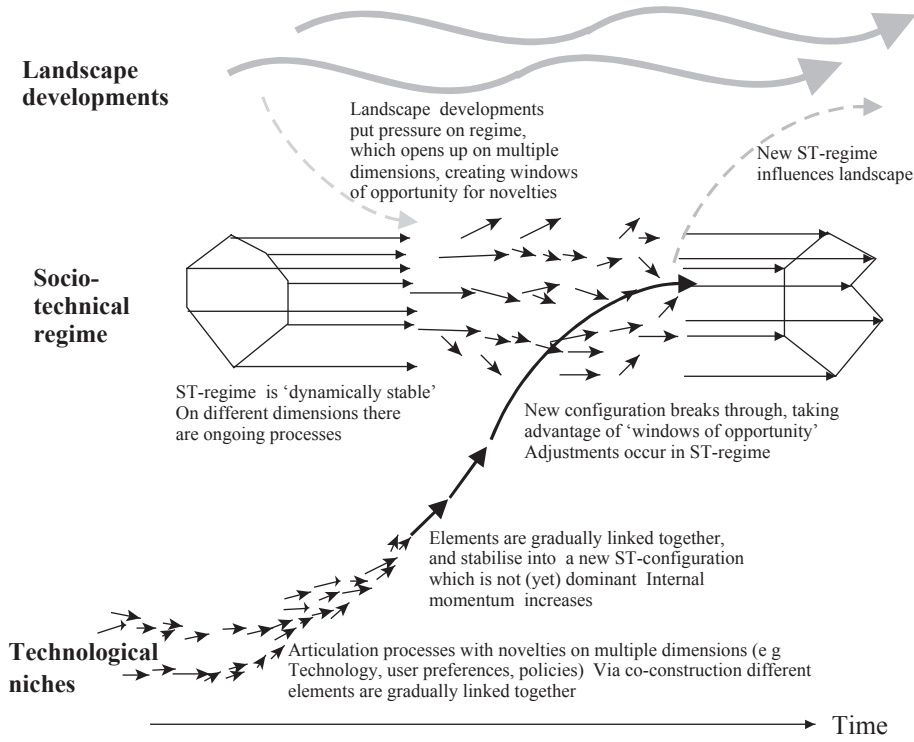 Landscape
developments
Landscape developments
put pressure on regime,
which opens up on multiple
dimensions, creating windows
of opportunity for novelties
New ST-regime
influences landscape
Socio-
technical
regime
ST-regime is ‘dynamically stable’
On different dimensions there
are ongoing processes
New configuration breaks through, taking
advantage of ‘windows of opportunity’
Adjustments occur in ST-regime
Elements are gradually linked together,
and stabilise into a new ST-configuration
which is not (yet) dominant Internal
momentum increases
Technological
niches
Articulation processes with novelties on multiple dimensions (e g
Technology, user preferences, policies) Via co-construction different
elements are gradually linked together
Time